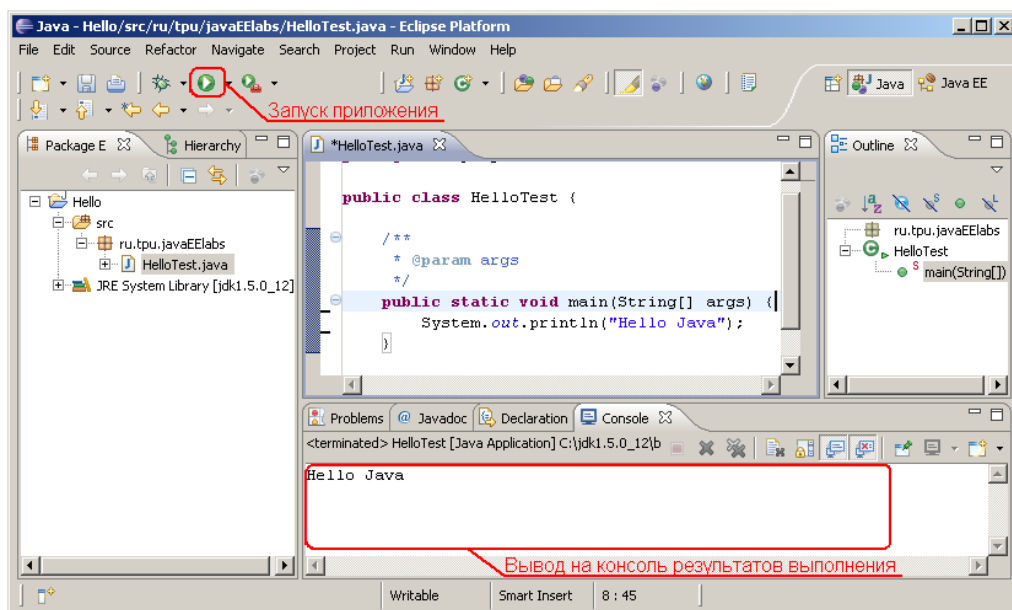 Java - Hello/src/ru/tpu/javaEElabs/HelloTest.java - Eclipse Platform
File Edit Source Refactor Navigate Search Project Run Window Help
Java Java EE
Запуск приложения
Package E Hierarchy
*HelloTest.java
Outline
Hello
src
ru.tpu.javaEElabs
HelloTest.java
JRE System Library [jdk1.5.0_12]
public class HelloTest {
/**
* @param args
*/
public static void main(String[] args) {
System.out.println("Hello Java");
}
ru.tpu.javaEElabs
HelloTest
main(String[])
Problems @ Javadoc Declaration Console
<terminated> HelloTest [Java Application] C:\jdk1.5.0_12\b
Hello Java
Вывод на консоль результатов выполнения
Writable Smart Insert 8 : 45